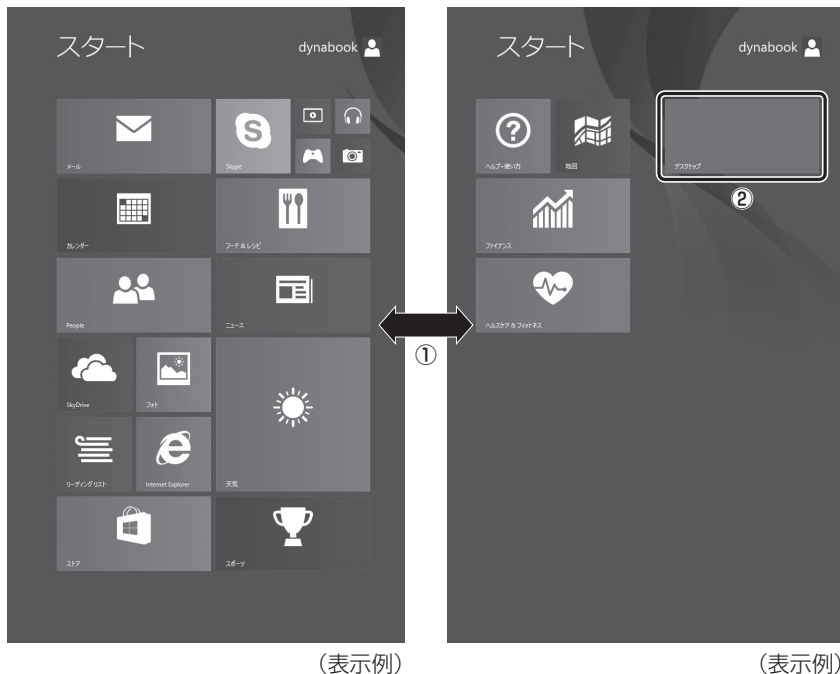 スタート
dynabook
メール
Skype
カレンダー
フード & レシピ
People
ニュース
SkyDrive
フォト
リーディング リスト
Internet Explorer
天気
ストア
スポーツ
(表示例)
①
スタート
dynabook
ヘルプ+使い方
地図
デスクトップ
②
ファイナンス
ヘルスケア & フィットネス
(表示例)